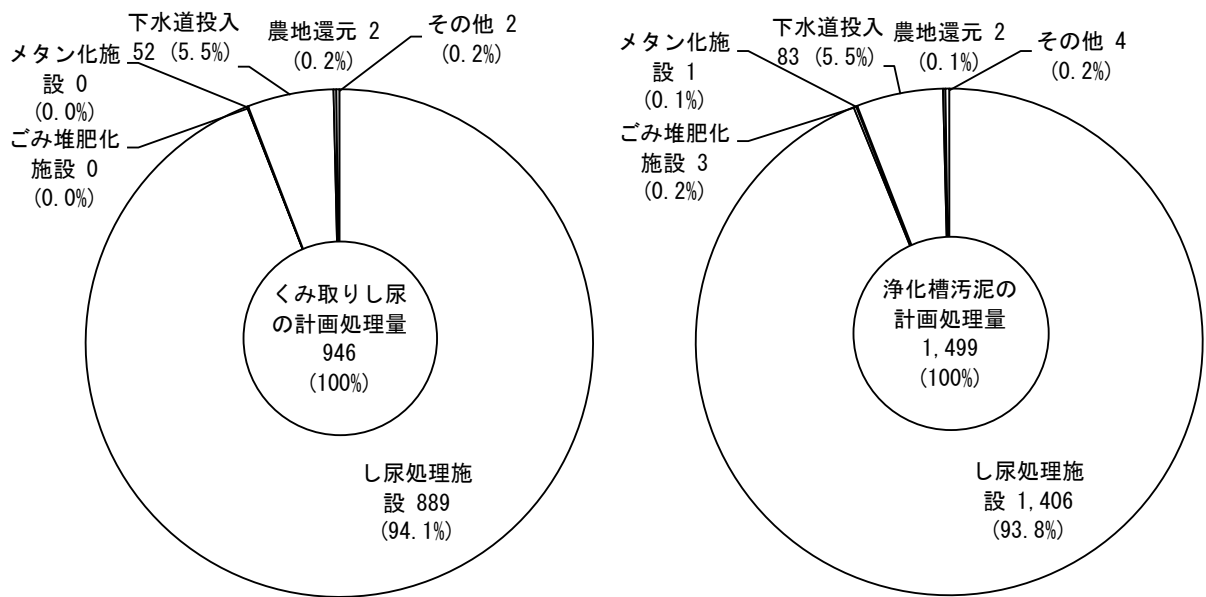 下水道投入
52 (5.5%)
農地還元 2
(0.2%)
その他 2
(0.2%)
メタン化施
設 0
(0.0%)
ごみ堆肥化
施設 0
(0.0%)
くみ取りし尿
の計画処理量
946
(100%)
し尿処理施
設 889
(94.1%)
下水道投入
83 (5.5%)
農地還元 2
(0.1%)
その他 4
(0.2%)
メタン化施
設 1
(0.1%)
ごみ堆肥化
施設 3
(0.2%)
浄化槽汚泥の
計画処理量
1,499
(100%)
し尿処理施
設 1,406
(93.8%)